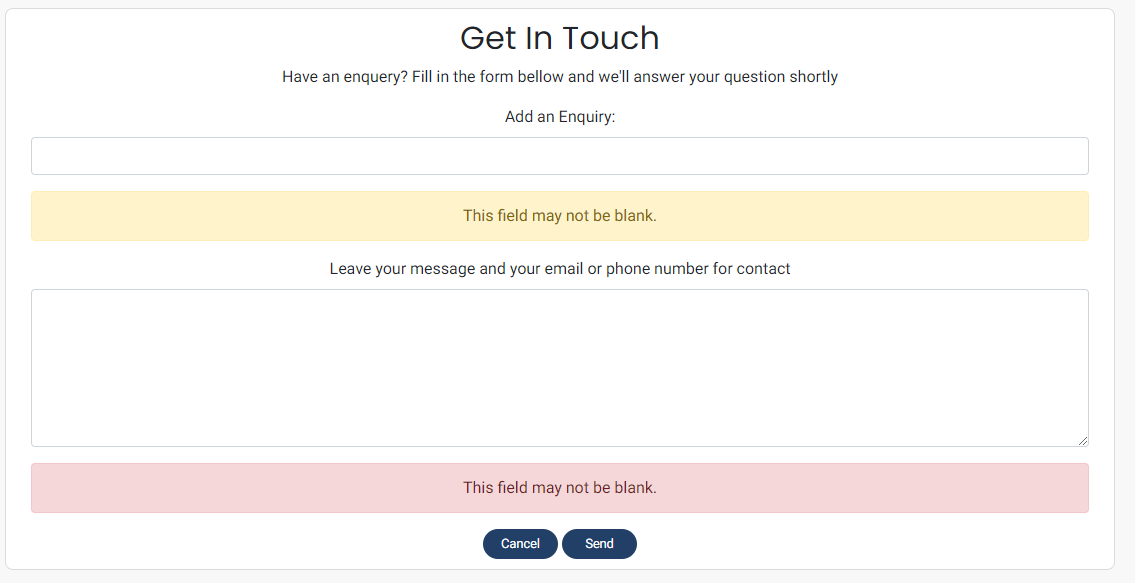 Get In Touch
Have an enquery? Fill in the form bellow and we'll answer your question shortly
Add an Enquiry:
This field may not be blank.
Leave your message and your email or phone number for contact
This field may not be blank.
Cancel Send